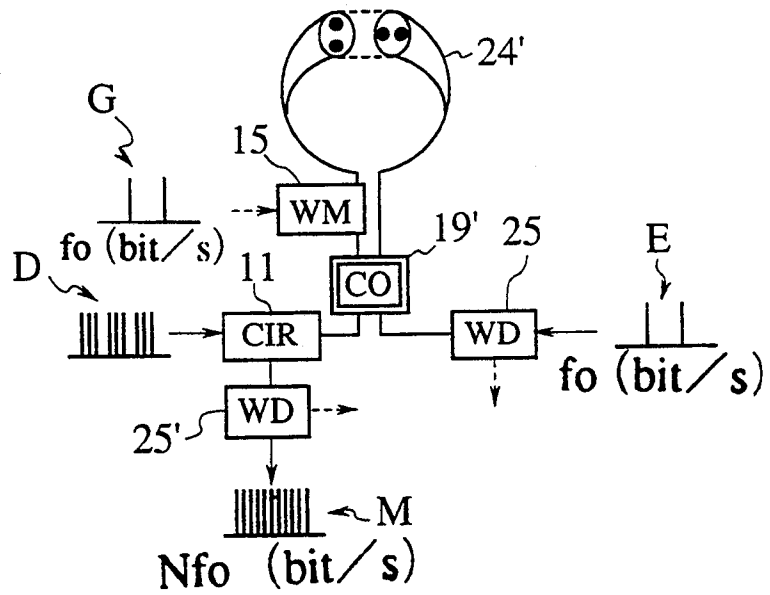 24'
G
15
WM
fo (bit/s)
19'
CO
25
E
D
11
CIR
WD
fo (bit/s)
WD
25'
M
Nfo (bit/s)